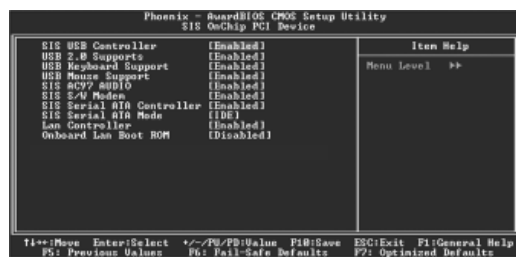 Phoenix - AwardBIOS CMOS Setup Utility
SIS OnChip PCI Device
SIS USB Controller [Enabled]
USB 2.0 Supports [Enabled]
USB Keyboard Support [Enabled]
USB Mouse Support [Enabled]
SIS AC97 AUDIO [Enabled]
SIS S/W Modem [Enabled]
SIS Serial ATA Controller [Enabled]
SIS Serial ATA Mode [IDE]
Lan Controller [Enabled]
Onboard Lan Boot ROM [Disabled]
Item Help
Menu Level ▸▸
↑↓→←:Move Enter:Select +/-/PU/PD:Value F10:Save ESC:Exit F1:General Help
F5: Previous Values F6: Fail-Safe Defaults F7: Optimized Defaults